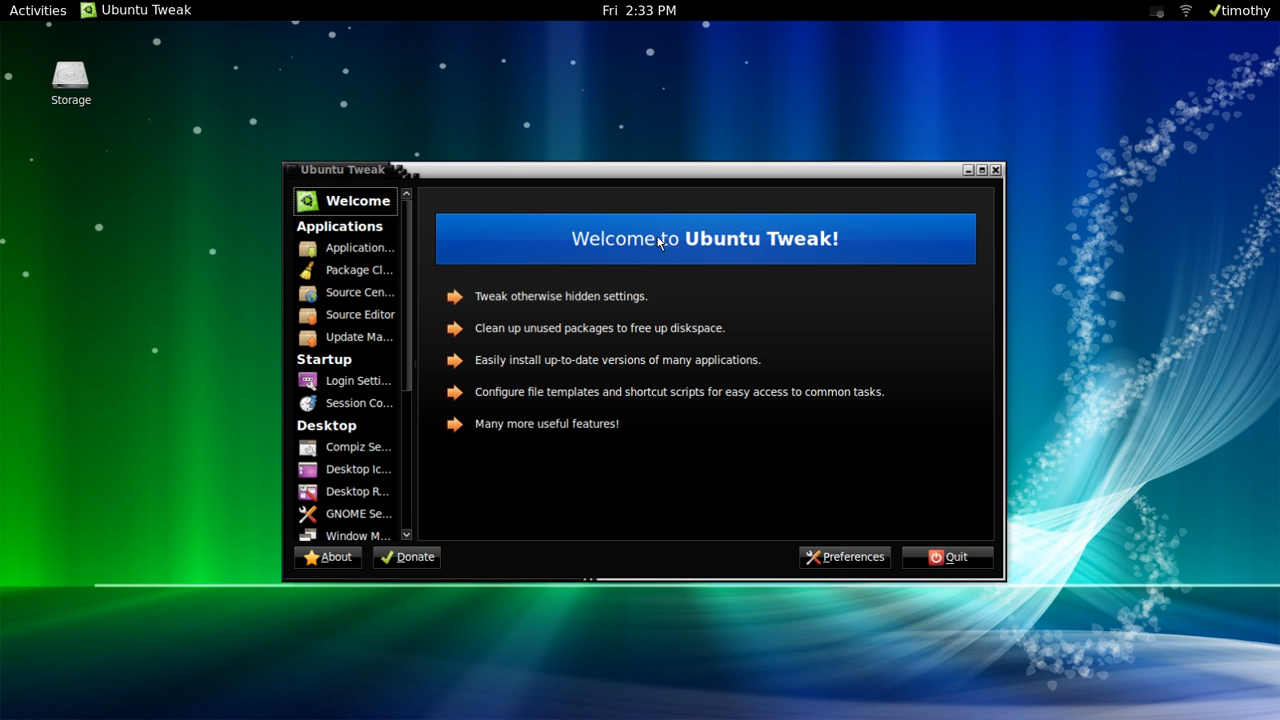 Activities Ubuntu Tweak Fri 2:33 PM timothy
Storage
Ubuntu Tweak
Welcome
Applications
Application...
Package Cl...
Source Cen...
Source Editor
Update Ma...
Startup
Login Setti...
Session Co...
Desktop
Compiz Se...
Desktop Ic...
Desktop R...
GNOME Se...
Window M...
Welcome to Ubuntu Tweak!
Tweak otherwise hidden settings.
Clean up unused packages to free up diskspace.
Easily install up-to-date versions of many applications.
Configure file templates and shortcut scripts for easy access to common tasks.
Many more useful features!
About Donate Preferences Quit